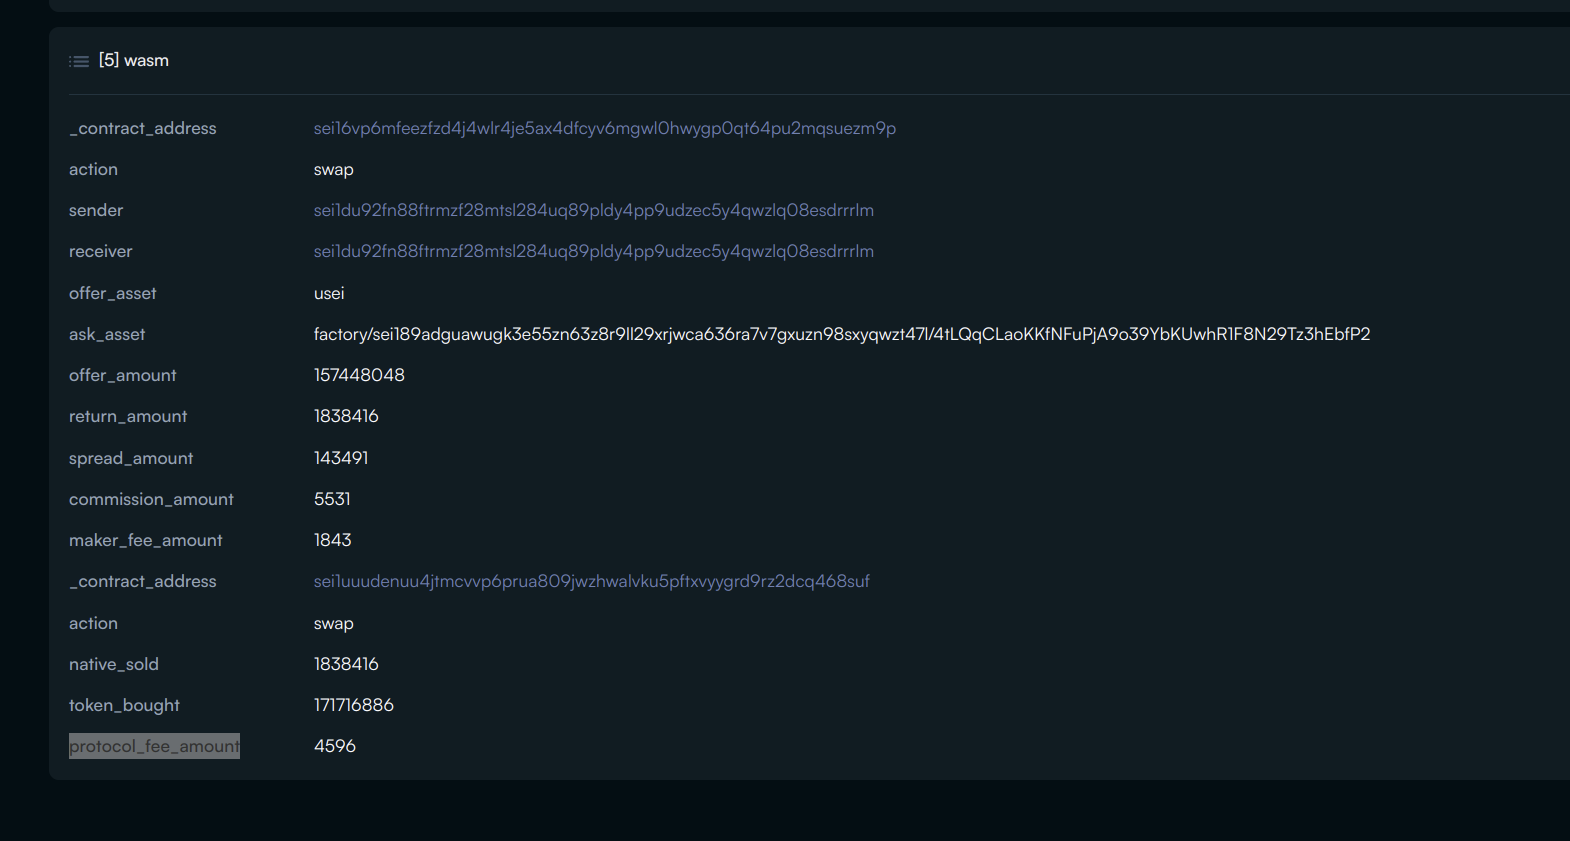 [5] wasm
_contract_address sei16vp6mfeezfzd4j4wlr4je5ax4dfcyv6mgwl0hwygp0qt64pu2mqsuezm9p
action swap
sender sei1du92fn88ftrmzf28mtsl284uq89pldy4pp9udzec5y4qwzlq08esdrrrlm
receiver sei1du92fn88ftrmzf28mtsl284uq89pldy4pp9udzec5y4qwzlq08esdrrrlm
offer_asset usei
ask_asset factory/sei189adguawugk3e55zn63z8r9ll29xrjwca636ra7v7gxuzn98sxyqwzt47l/4tLQqCLaoKKfNFuPjA9o39YbKUwhR1F8N29Tz3hEbfP2
offer_amount 157448048
return_amount 1838416
spread_amount 143491
commission_amount 5531
maker_fee_amount 1843
_contract_address sei1uuudenuu4jtmcvvp6prua809jwzhwalvku5pftxvyygrd9rz2dcq468suf
action swap
native_sold 1838416
token_bought 171716886
protocol_fee_amount 4596